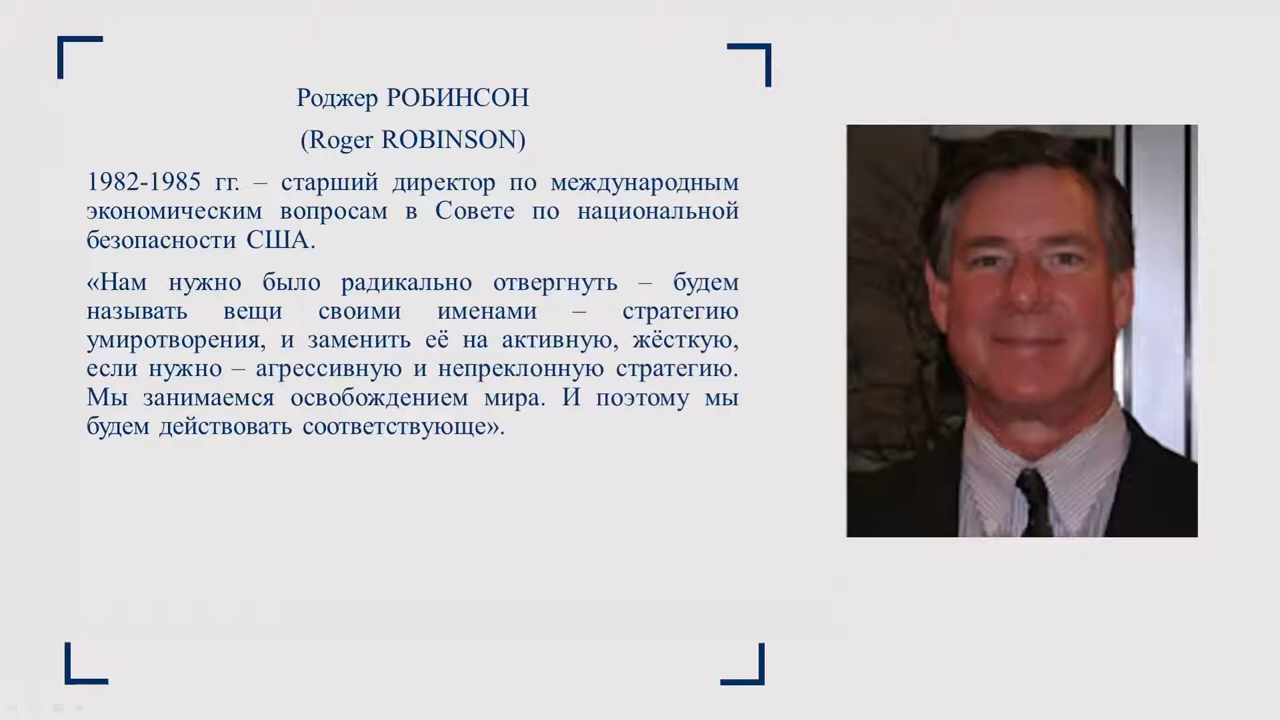 Роджер РОБИНСОН
(Roger ROBINSON)
1982-1985 гг. – старший директор по международным
экономическим вопросам в Совете по национальной
безопасности США.
«Нам нужно было радикально отвергнуть – будем
называть вещи своими именами – стратегию
умиротворения, и заменить её на активную, жёсткую,
если нужно – агрессивную и непреклонную стратегию.
Мы занимаемся освобождением мира. И поэтому мы
будем действовать соответствующе».